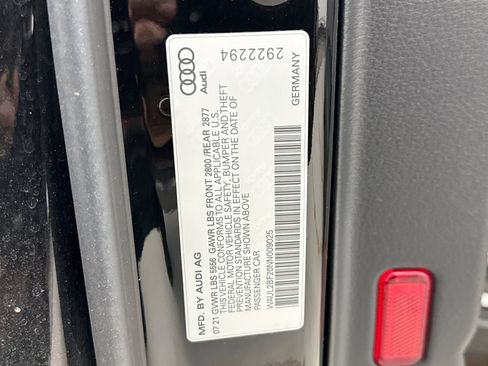 2922294
Audi
GERMANY
MFD. BY AUDI AG
07 21 GVWR LBS 5556 GAWR LBS FRONT 2800 /REAR 2877
THIS VEHICLE CONFORMS TO ALL APPLICABLE U.S.
FEDERAL MOTOR VEHICLE SAFETY, BUMPER AND THEFT
PREVENTION STANDARDS IN EFFECT ON THE DATE OF
MANUFACTURE SHOWN ABOVE.
PASSENGER CAR
WAUL2BF20NN009025